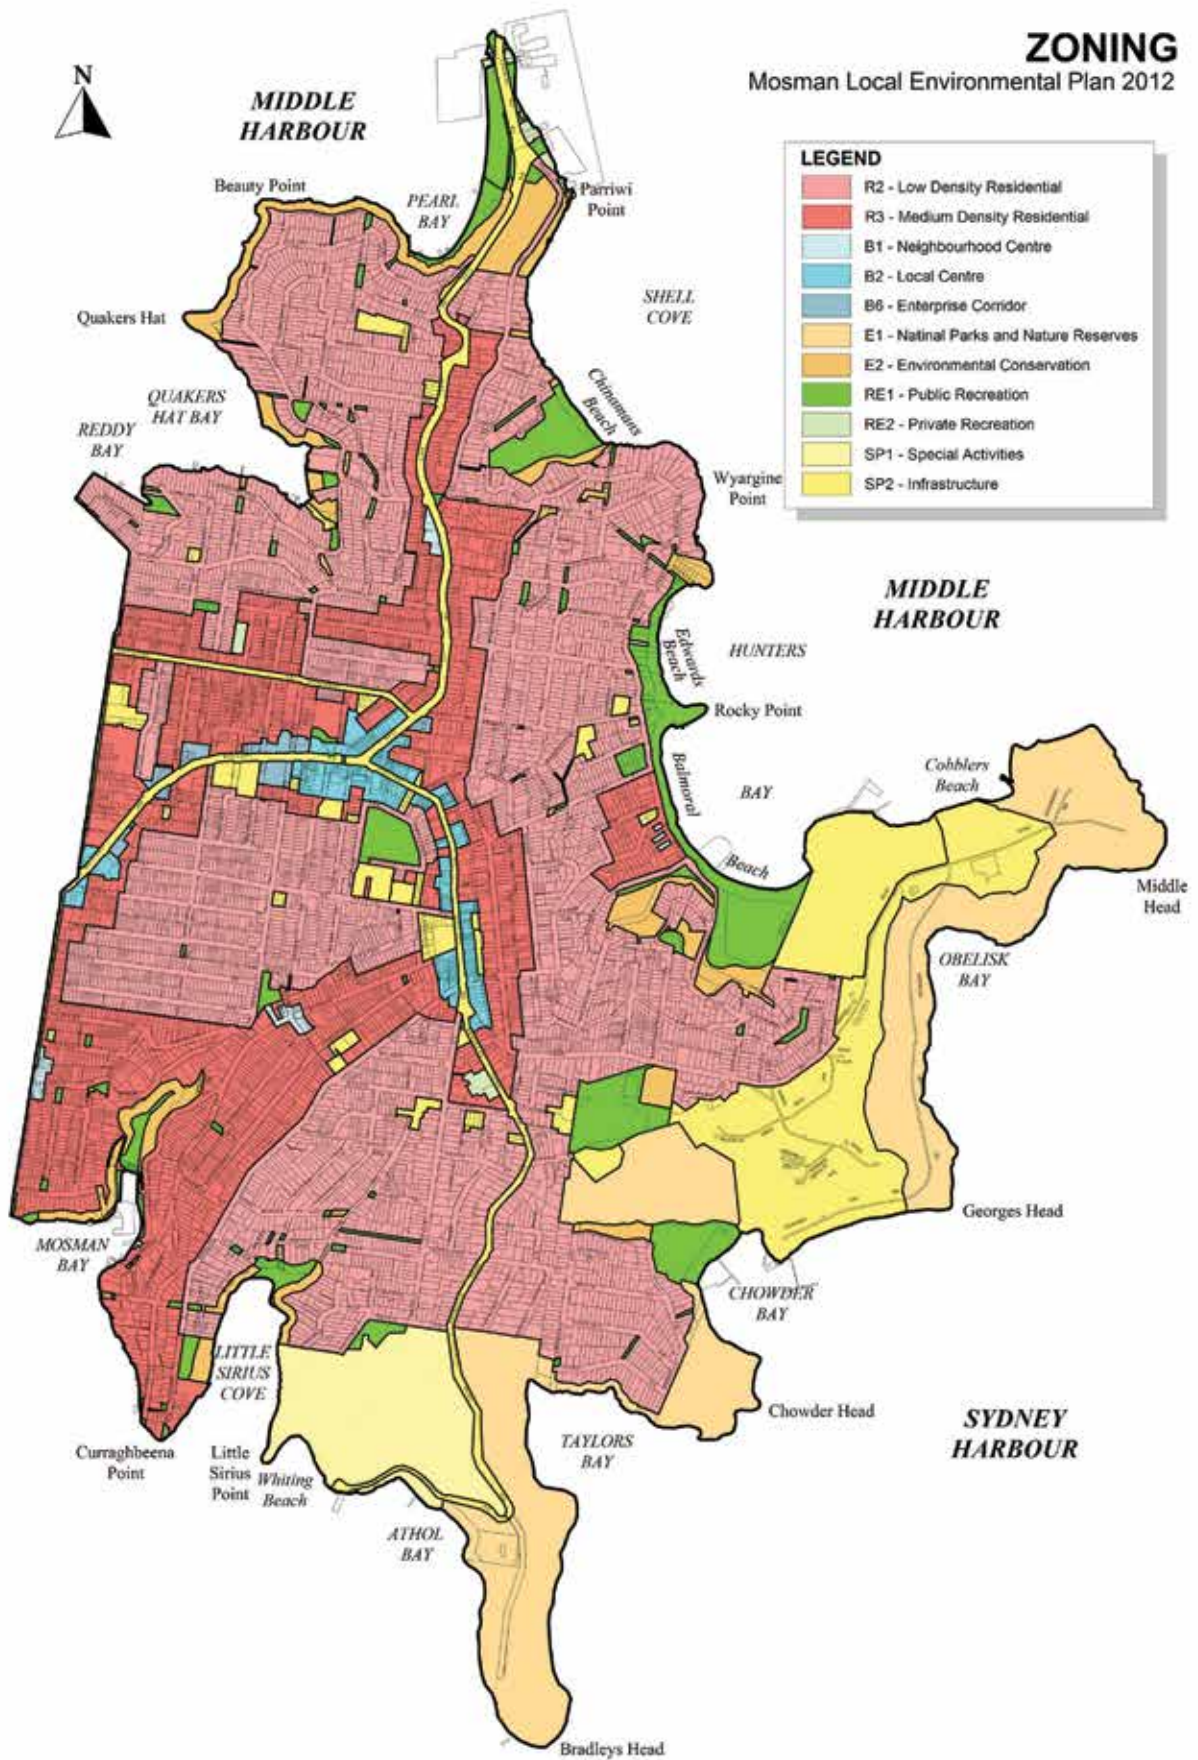 ZONING
Mosman Local Environmental Plan 2012
N
MIDDLE
HARBOUR
Beauty Point
PEARL
BAY
Parriwi
Point
LEGEND
R2 - Low Density Residential
R3 - Medium Density Residential
B1 - Neighbourhood Centre
B2 - Local Centre
B6 - Enterprise Corridor
E1 - Natinal Parks and Nature Reserves
E2 - Environmental Conservation
RE1 - Public Recreation
RE2 - Private Recreation
SP1 - Special Activities
SP2 - Infrastructure
SHELL
COVE
Quakers Hat
QUAKERS
HAT BAY
Chinamans
Beach
REDDY
BAY
Wyargine
Point
MIDDLE
HARBOUR
Edwards
Beach
HUNTERS
Rocky Point
Balmoral
BAY
Cobblers
Beach
Beach
Middle
Head
OBELISK
BAY
Georges Head
MOSMAN
BAY
CHOWDER
BAY
LITTLE
SIRIUS
COVE
Chowder Head
SYDNEY
HARBOUR
Curraghbeena
Point
Little
Sirius
Point
Whiting
Beach
TAYLORS
BAY
ATHOL
BAY
Bradleys Head